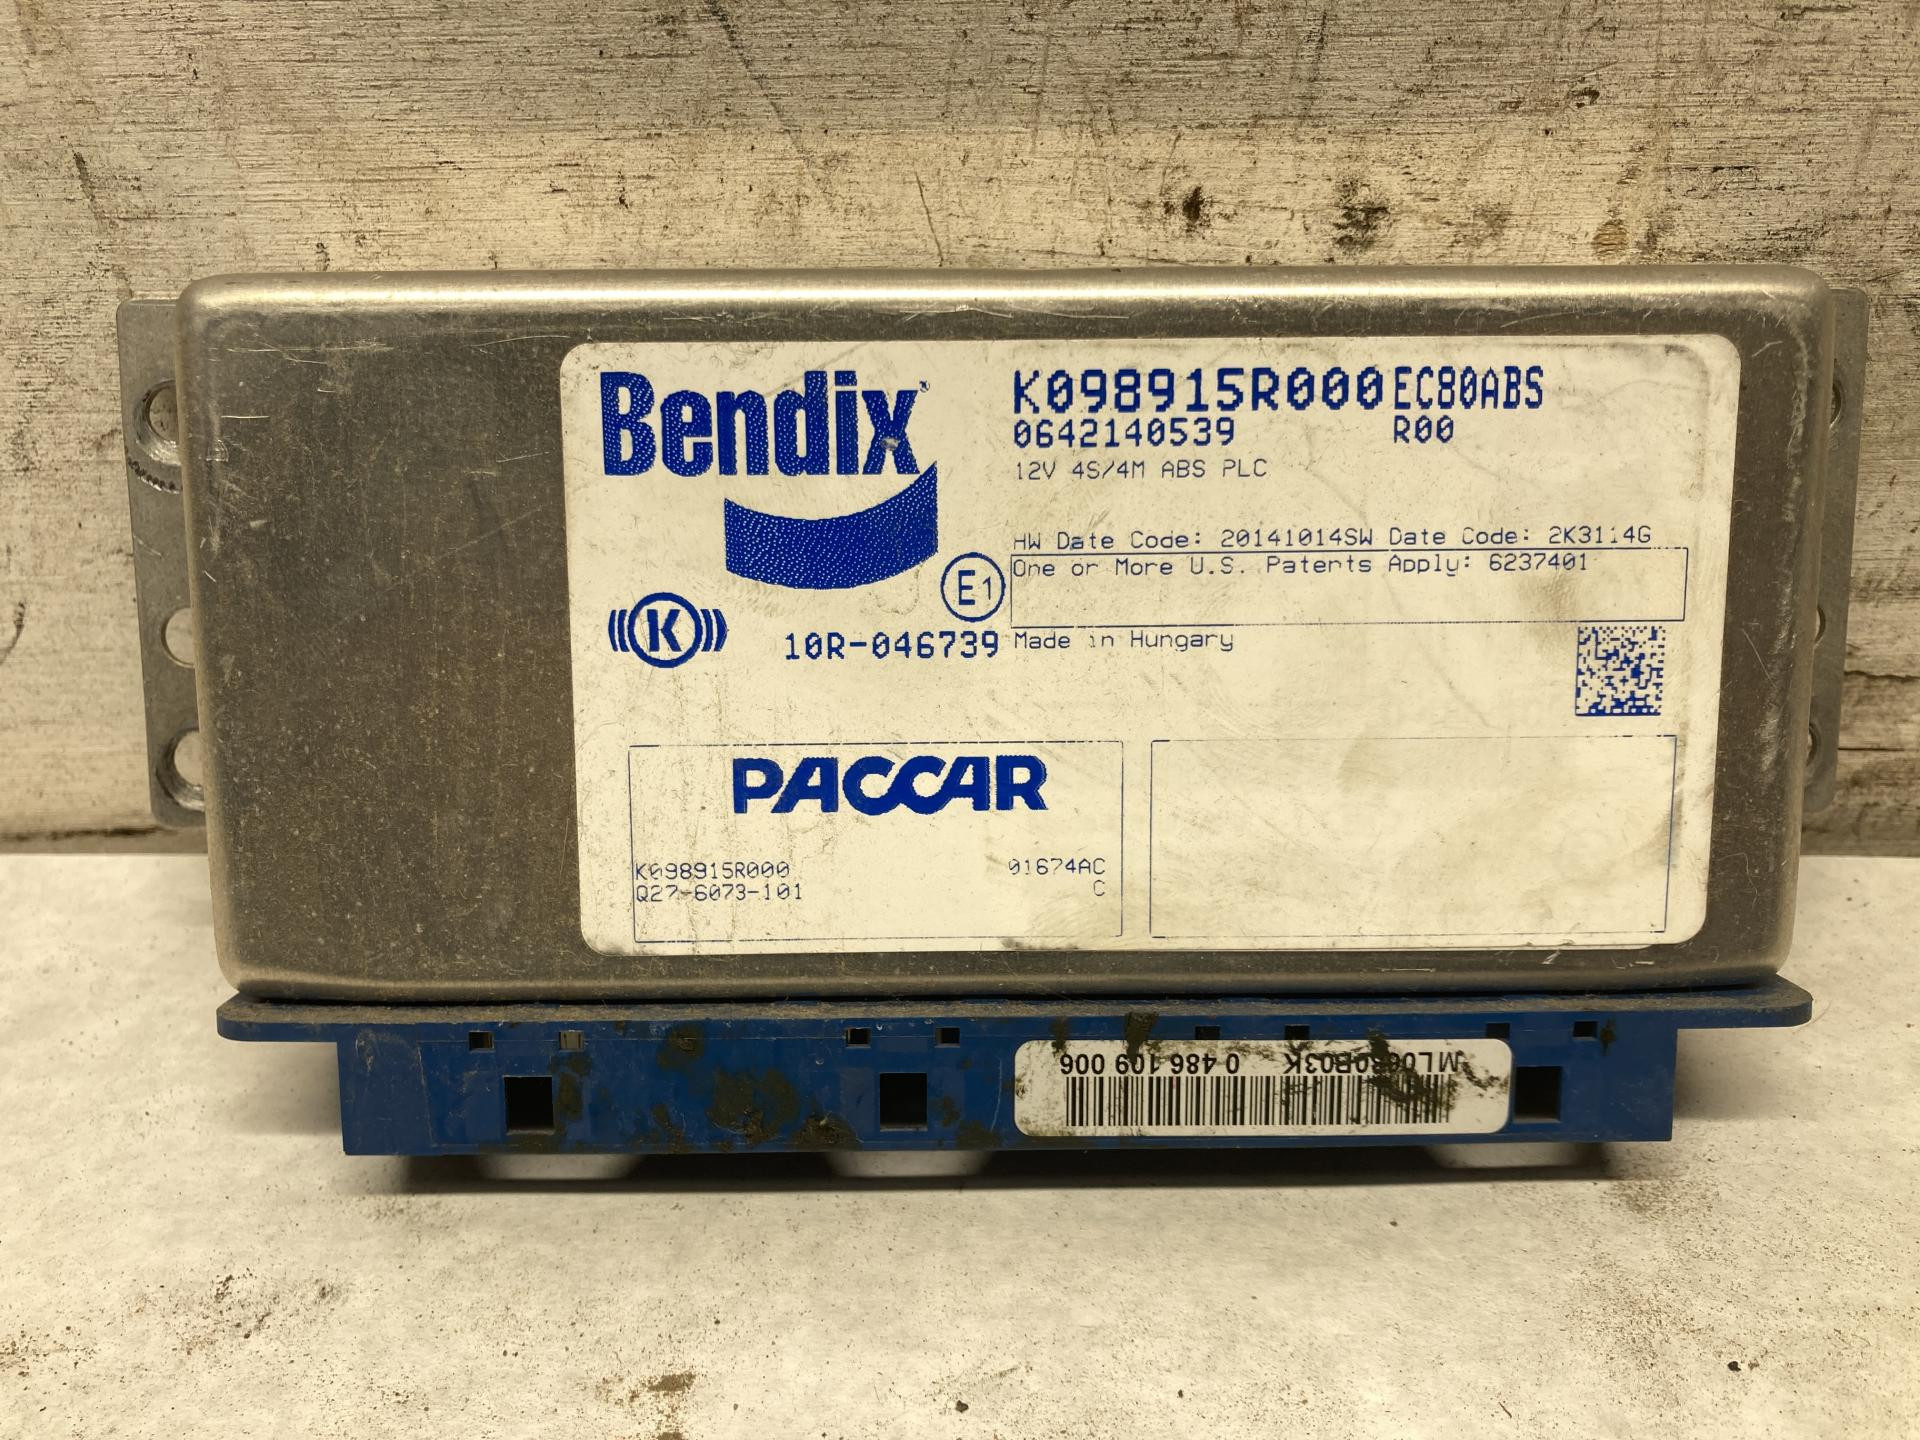 Bendix
K098915R000 EC80ABS
0642140539 R00
12V 4S/4M ABS PLC
HW Date Code: 20141014SW Date Code: 2K3114G
One or More U.S. Patents Apply: 6237401
E1
K
10R-046739
Made in Hungary
PACCAR
K098915R000 01674AC
Q27-6073-101 C
0 486 109 006